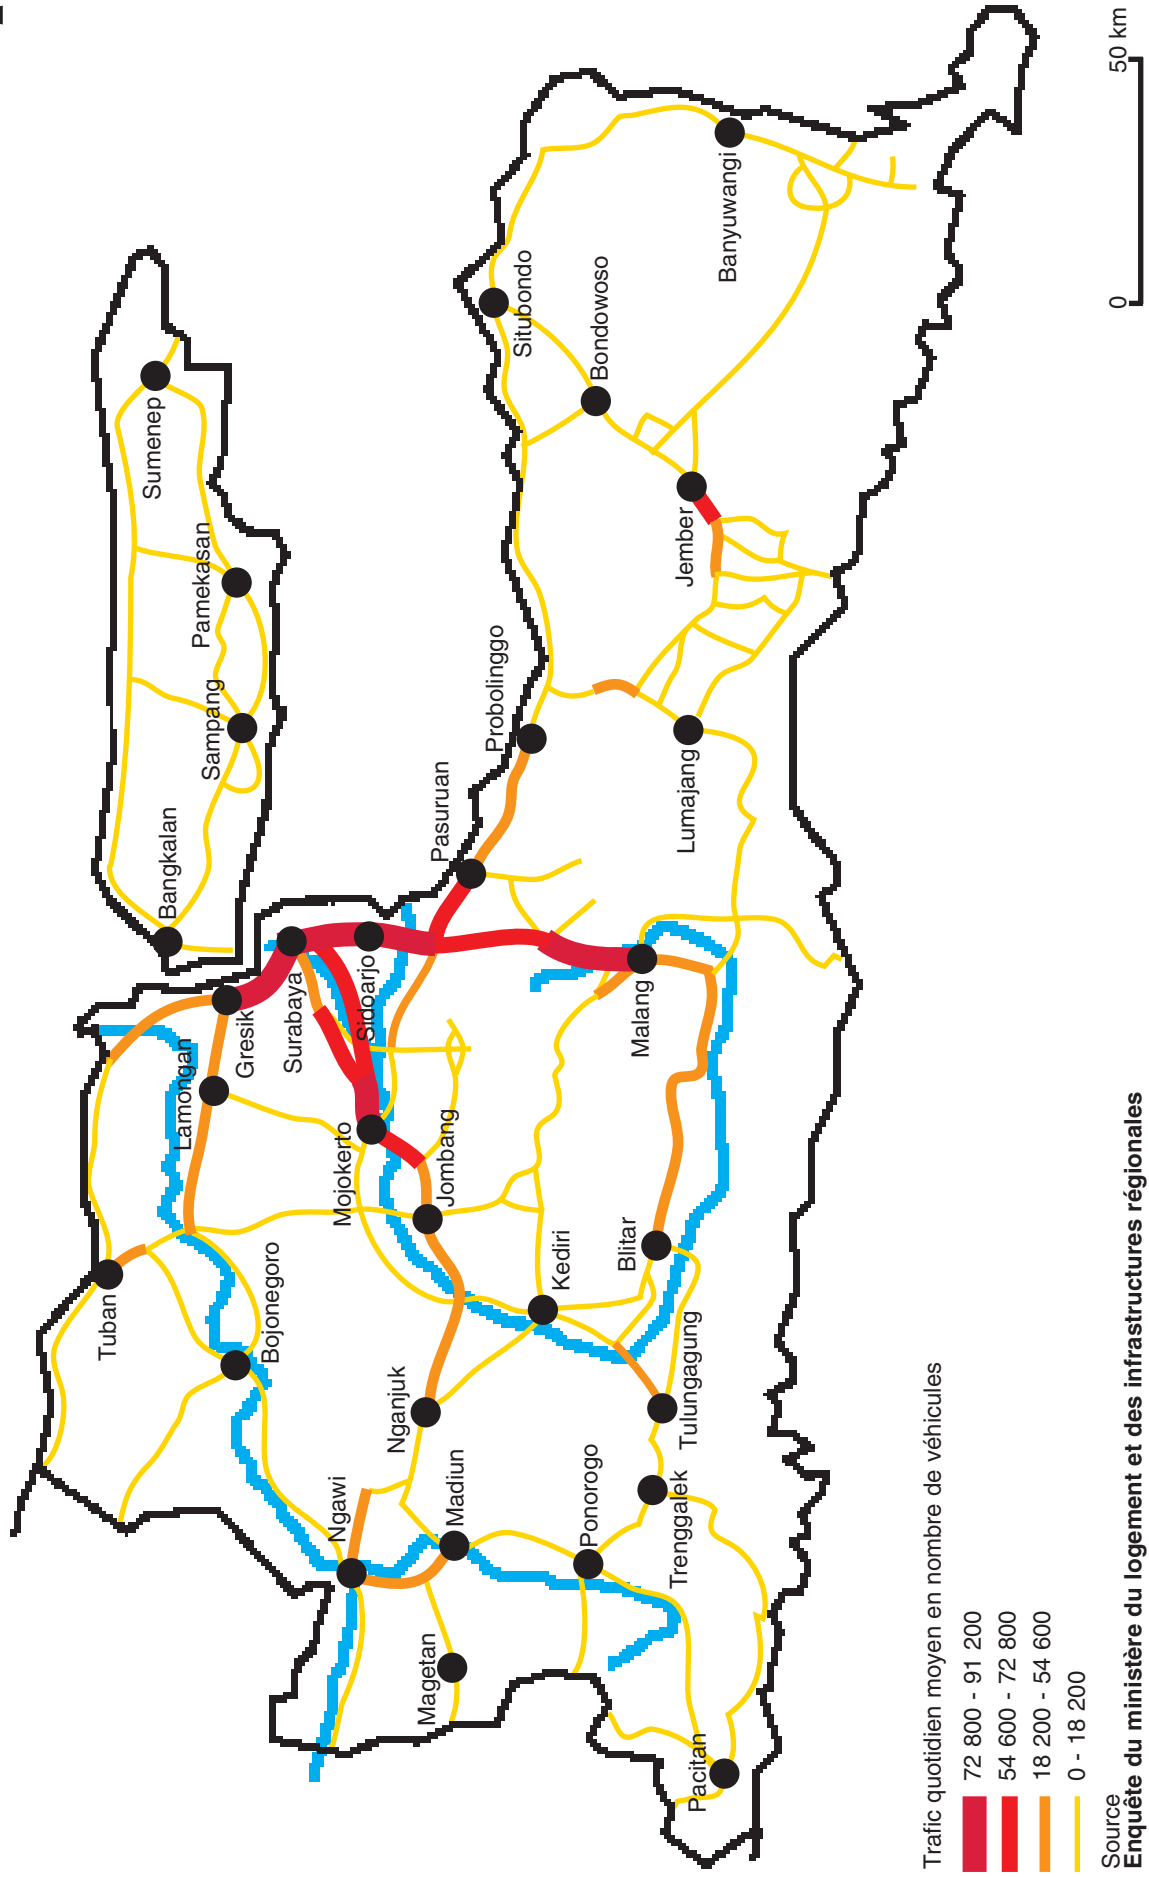 Tuban
Lamongan
Gresik
Bangkalan
Sampang
Pamekasan
Sumenep
Bojonegoro
Surabaya
Ngawi
Mojokerto
Sidoarjo
Pasuruan
Probolinggo
Situbondo
Magetan
Madiun
Nganjuk
Jombang
Kediri
Bondowoso
Ponorogo
Blitar
Malang
Lumajang
Jember
Banyuwangi
Pacitan
Trenggalek
Tulungagung
Trafic quotidien moyen en nombre de véhicules
72 800 - 91 200
54 600 - 72 800
18 200 - 54 600
0 - 18 200
0 50 km
Source
Enquête du ministère du logement et des infrastructures régionales